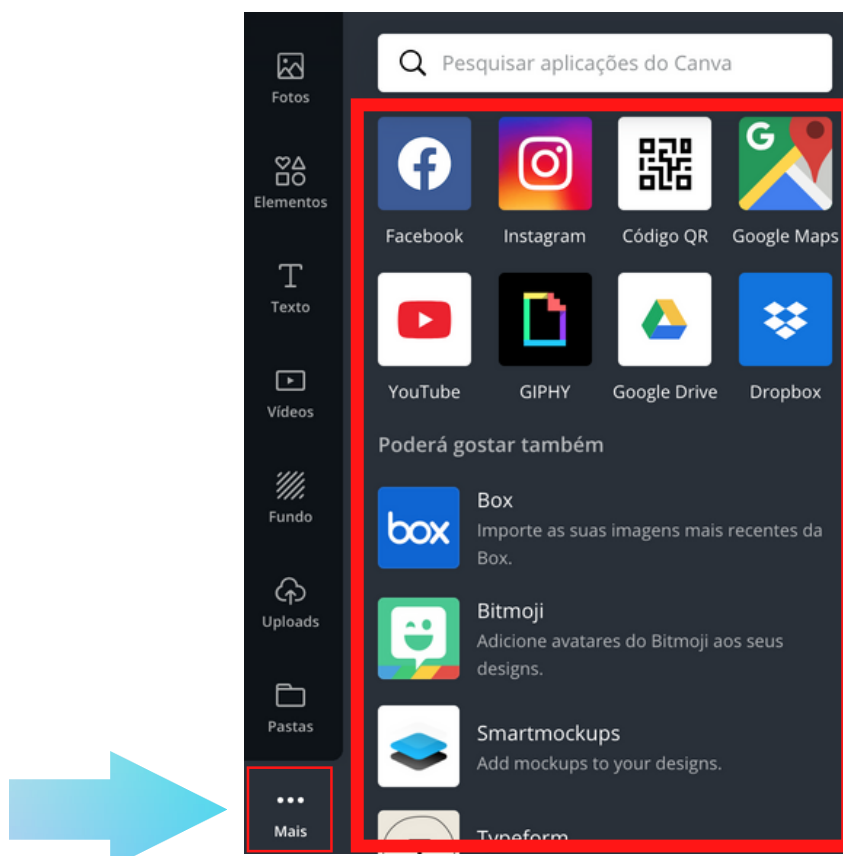 Fotos
Elementos
Texto
Vídeos
Fundo
Uploads
Pastas
Mais
Pesquisar aplicações do Canva
Facebook Instagram Código QR Google Maps
YouTube GIPHY Google Drive Dropbox
Poderá gostar também
box
Box
Importe as suas imagens mais recentes da
Box.
Bitmoji
Adicione avatares do Bitmoji aos seus
designs.
Smartmockups
Add mockups to your designs.
Typeform